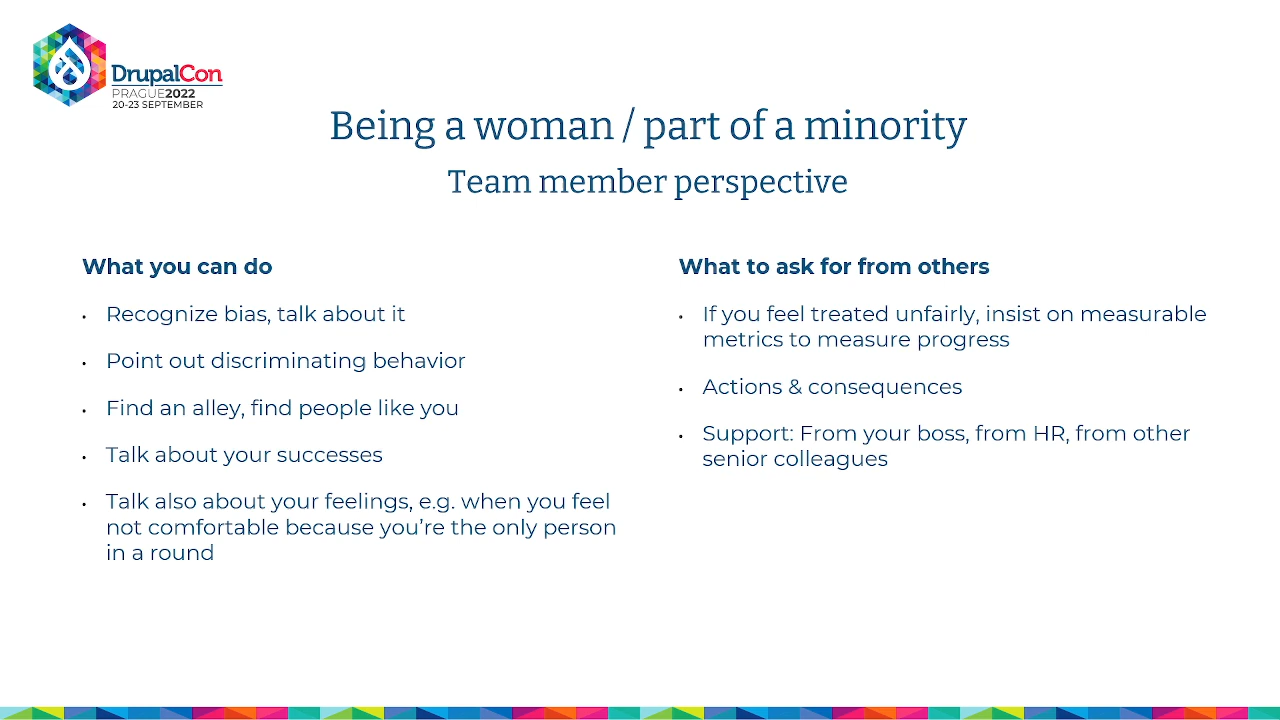 DrupalCon
PRAGUE2022
20-23 SEPTEMBER
Being a woman / part of a minority
Team member perspective
What you can do
• Recognize bias, talk about it
• Point out discriminating behavior
• Find an alley, find people like you
• Talk about your successes
• Talk also about your feelings, e.g. when you feel
not comfortable because you’re the only person
in a round
What to ask for from others
• If you feel treated unfairly, insist on measurable
metrics to measure progress
• Actions & consequences
• Support: From your boss, from HR, from other
senior colleagues